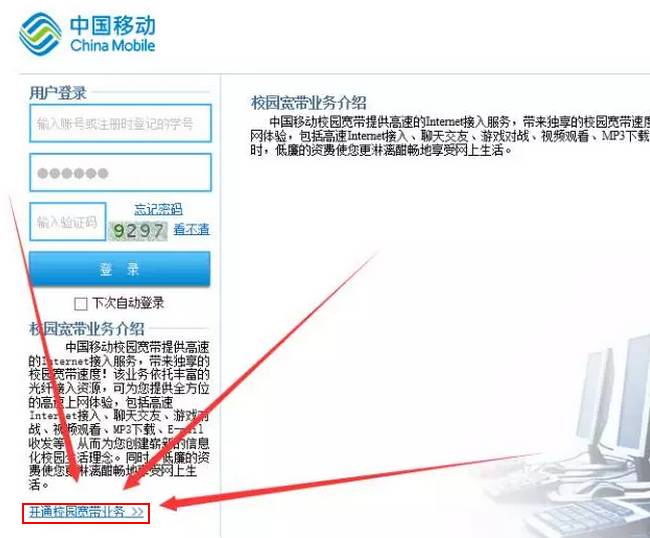 中国移动
China Mobile
用户登录
输入账号或注册时登记的学号
输入验证码
忘记密码
9297
看不清
登 录
下次自动登录
校园宽带业务介绍
中国移动校园宽带提供高速
的Internet接入服务，带来独享的
校园宽带速度！该业务依托丰富的
光纤接入资源，可为您提供全方位
的高速上网体验，包括高速
Internet接入、聊天交友、游戏对
战、视频观看、MP3下载、E-mail
收发等，从而为您创建崭新的信息
化校园生活理念。同时，低廉的资
费使您更淋漓酣畅地享受网上生
活。
开通校园宽带业务 >>
校园宽带业务介绍
中国移动校园宽带提供高速的Internet接入服务，带来独享的校园宽带速度
网体验，包括高速Internet接入、聊天交友、游戏对战、视频观看、MP3下载
时，低廉的资费使您更淋漓酣畅地享受网上生活。